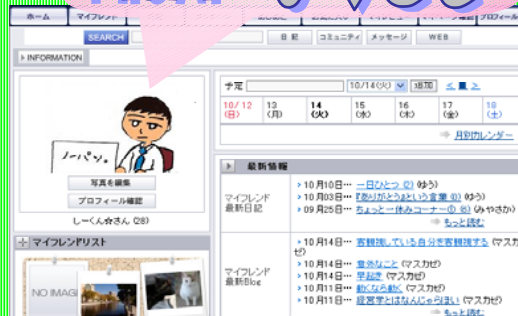 ホーム マイフレンド プロフィール
SEARCH 日記 コミュニティ メッセージ WEB
INFORMATION
予定 10/14(火) 追加 ≤ ■ ≥
10/12 (日) 13 (月) 14 (火) 15 (水) 16 (木) 17 (金) 18 (土)
月別カレンダー
ノーパソ。
写真を編集
プロフィール確認
しーくん☆さん (28)
マイフレンドリスト
NO IMAG
最新情報
マイフレンド最新日記
10月10日… 一日ひとつ (2) (ゆう)
10月03日… 『ありがとう』という言葉 (1) (ゆう)
09月25日… ちょっと一休みコーナー① (6) (みやさか)
もっと読む
マイフレンド最新Blog
10月14日… 客観視している自分を客観視する (マスカゼ)
10月14日… 意外なこと (マスカゼ)
10月14日… 早起き (マスカゼ)
10月11日… 動くなら動く (マスカゼ)
10月11日… 経営学とはなんじゃらほい (マスカゼ)
もっと読む